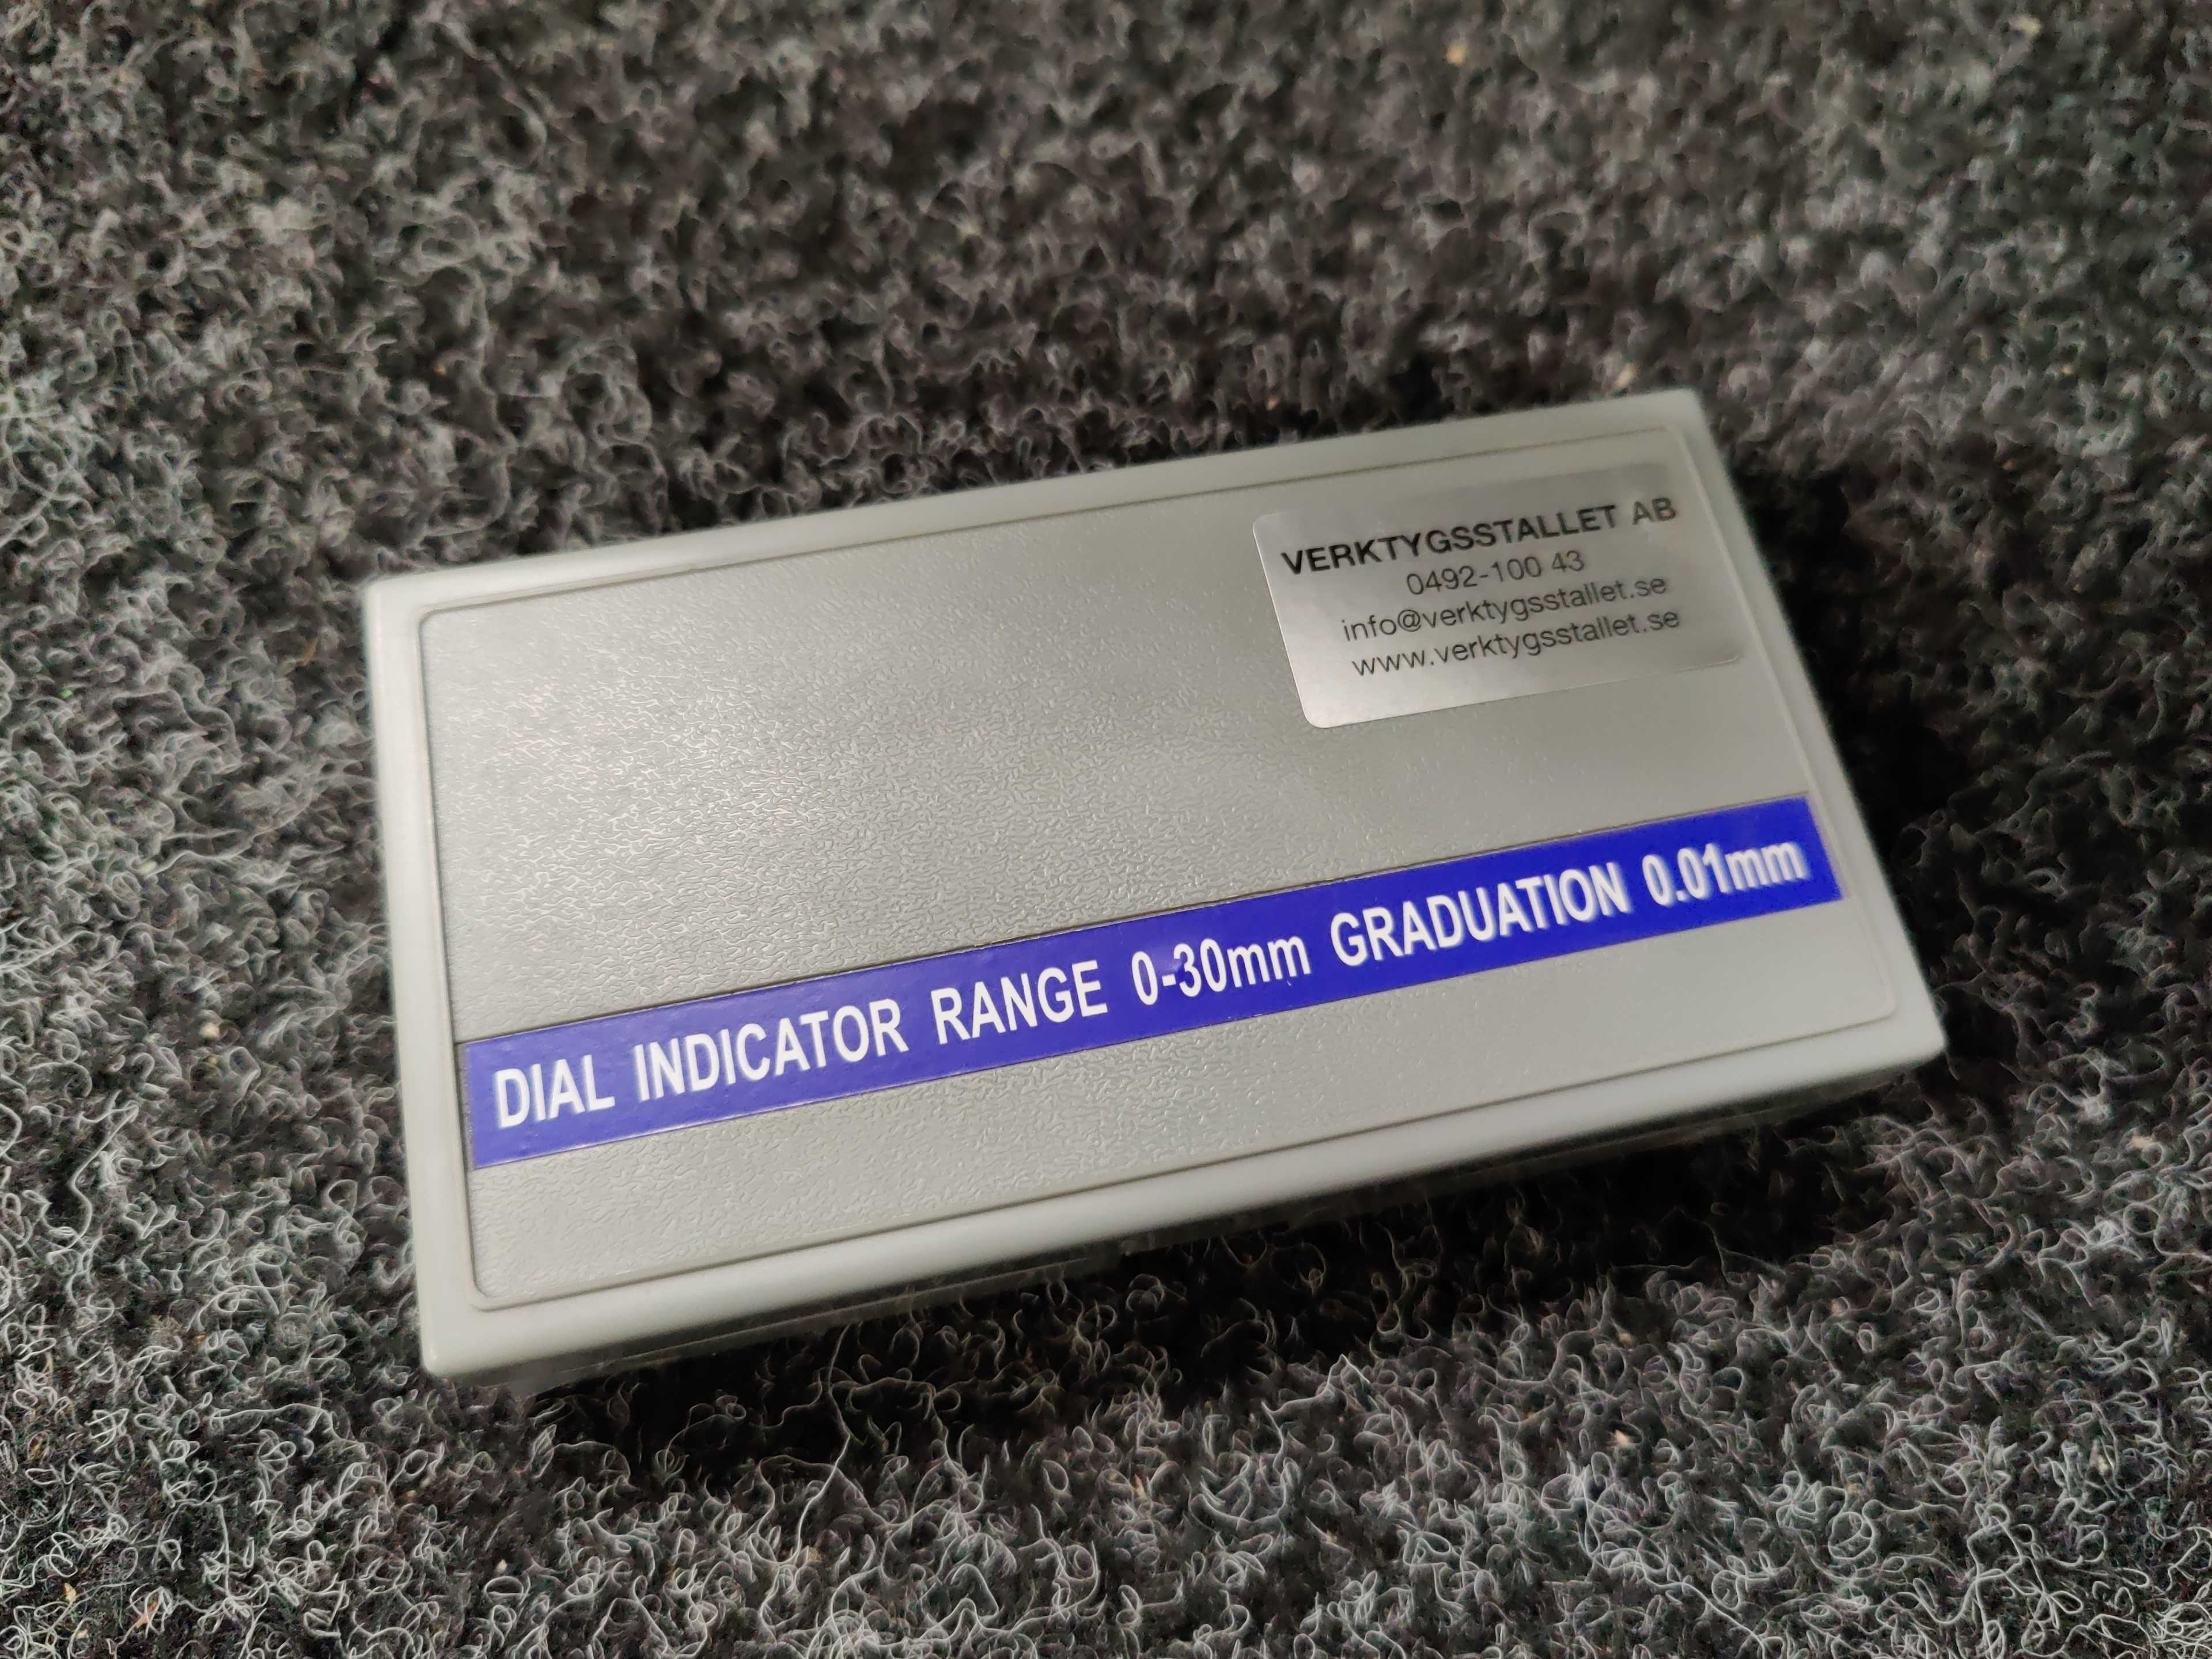 VERKTYGSSTALLET AB
0492-100 43
info@verktygsstallet.se
www.verktygsstallet.se
DIAL INDICATOR RANGE 0-30mm GRADUATION 0.01mm